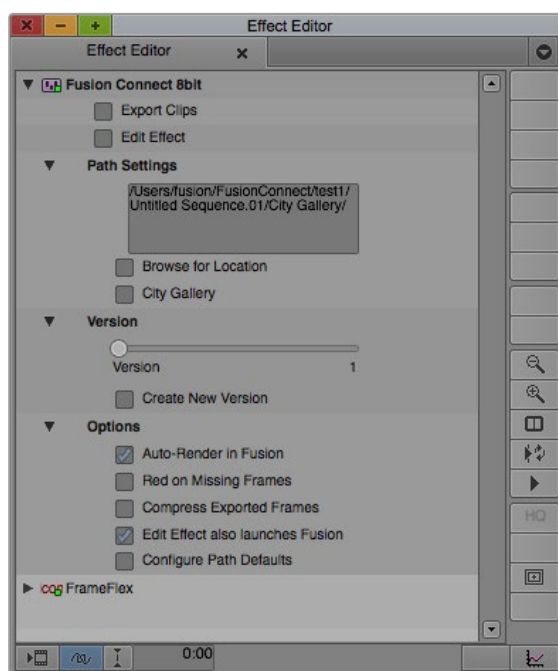 Effect Editor
Effect Editor
Fusion Connect 8bit
Export Clips
Edit Effect
Path Settings
/Users/fusion/FusionConnect/test1/
Untitled Sequence.01/City Gallery/
Browse for Location
City Gallery
Version
Version 1
Create New Version
Options
Auto-Render in Fusion
Red on Missing Frames
Compress Exported Frames
Edit Effect also launches Fusion
Configure Path Defaults
HQ
FrameFlex
0:00